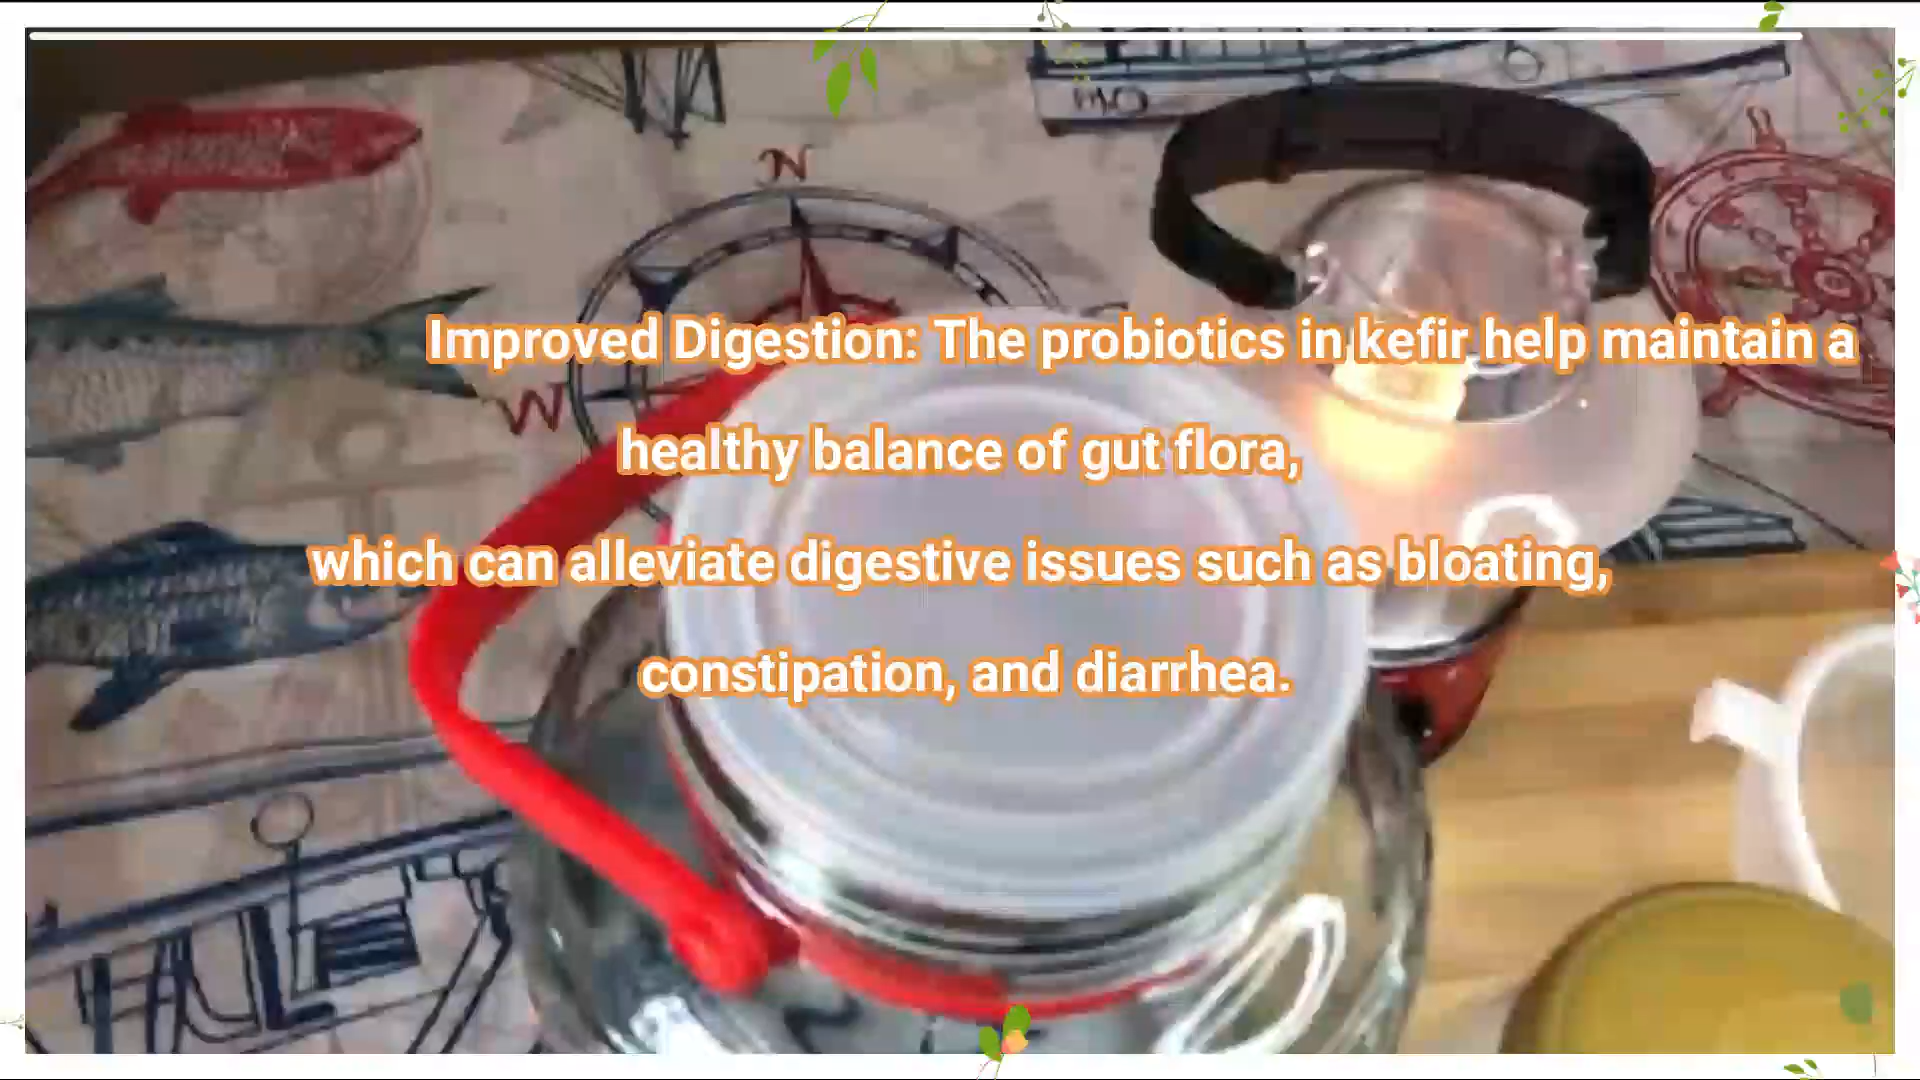 N
Improved Digestion: The probiotics in kefir help maintain a
W
healthy balance of gut flora,
which can alleviate digestive issues such as bloating,
constipation, and diarrhea.